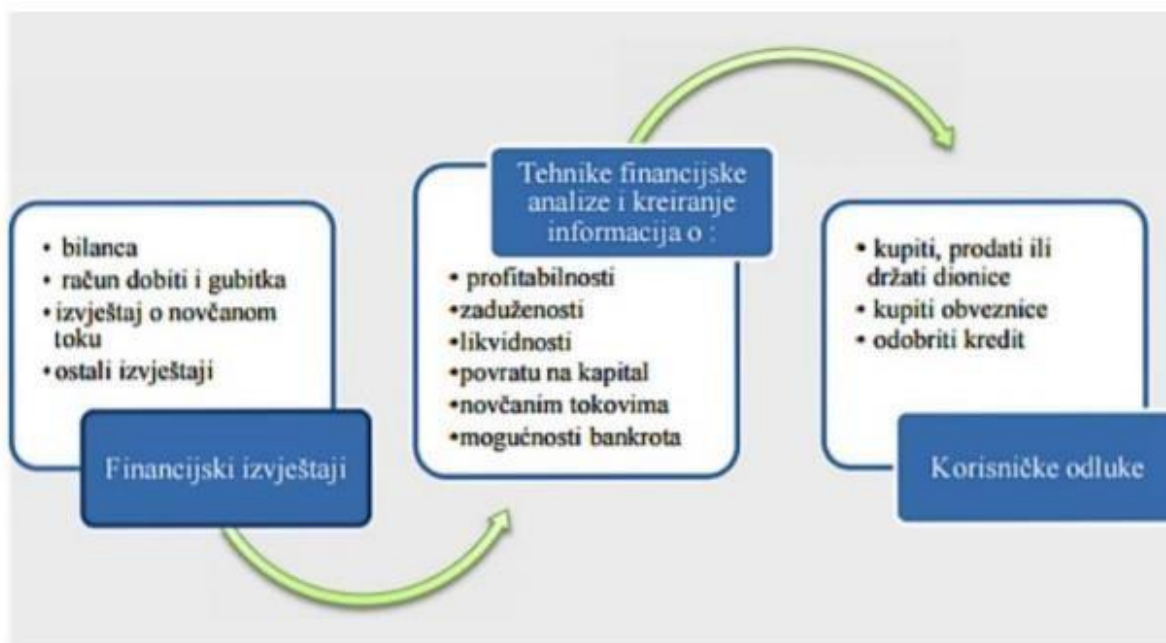 • bilanca
• račun dobiti i gubitka
• izvještaj o novčanom
toku
• ostali izvještaji
Financijski izvještaji
Tehnike financijske
analize i kreiranje
informacija o :
• profitabilnosti
•zaduženosti
•likvidnosti
•povratu na kapital
•novčanim tokovima
•mogućnosti bankrota
• kupiti, prodati ili
držati dionice
• kupiti obveznice
• odobriti kredit
Korisničke odluke